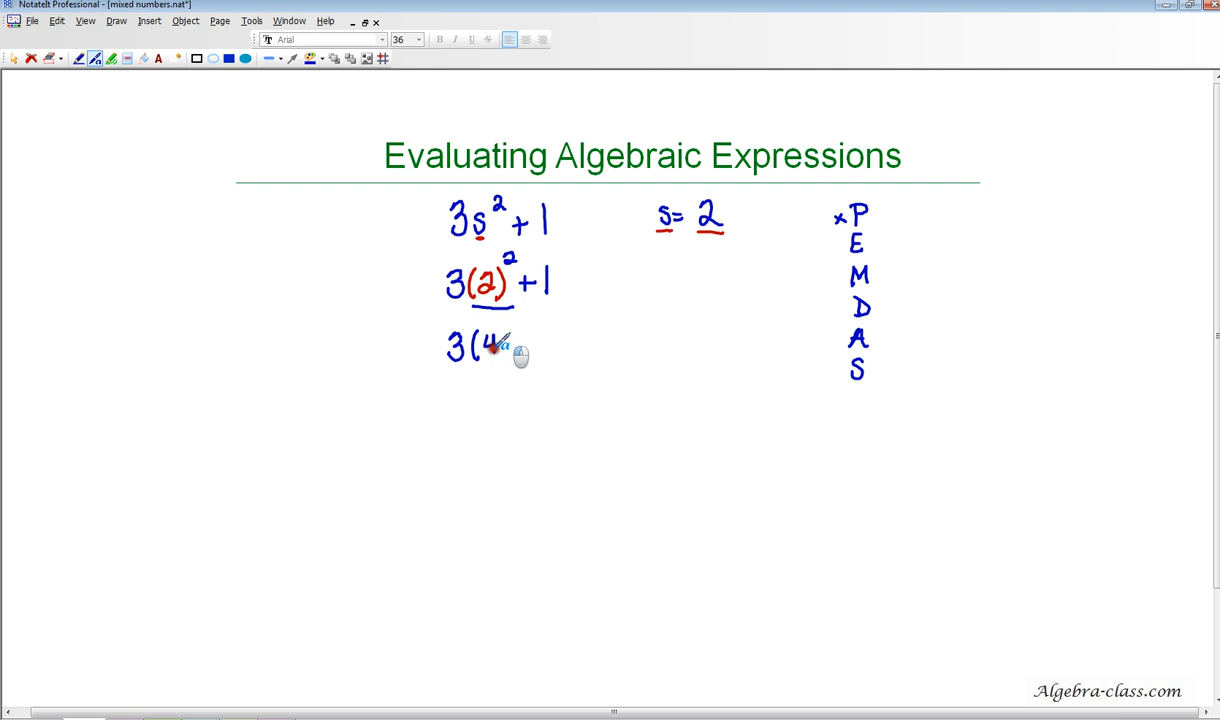 NotateIt Professional - [mixed numbers.nat*]
File Edit View Draw Insert Object Page Tools Window Help
Arial 36 B I U S
Evaluating Algebraic Expressions
3s² + 1 s = 2 × P
E
3(2)² + 1 M
D
3(4 A
S
Algebra-class.com